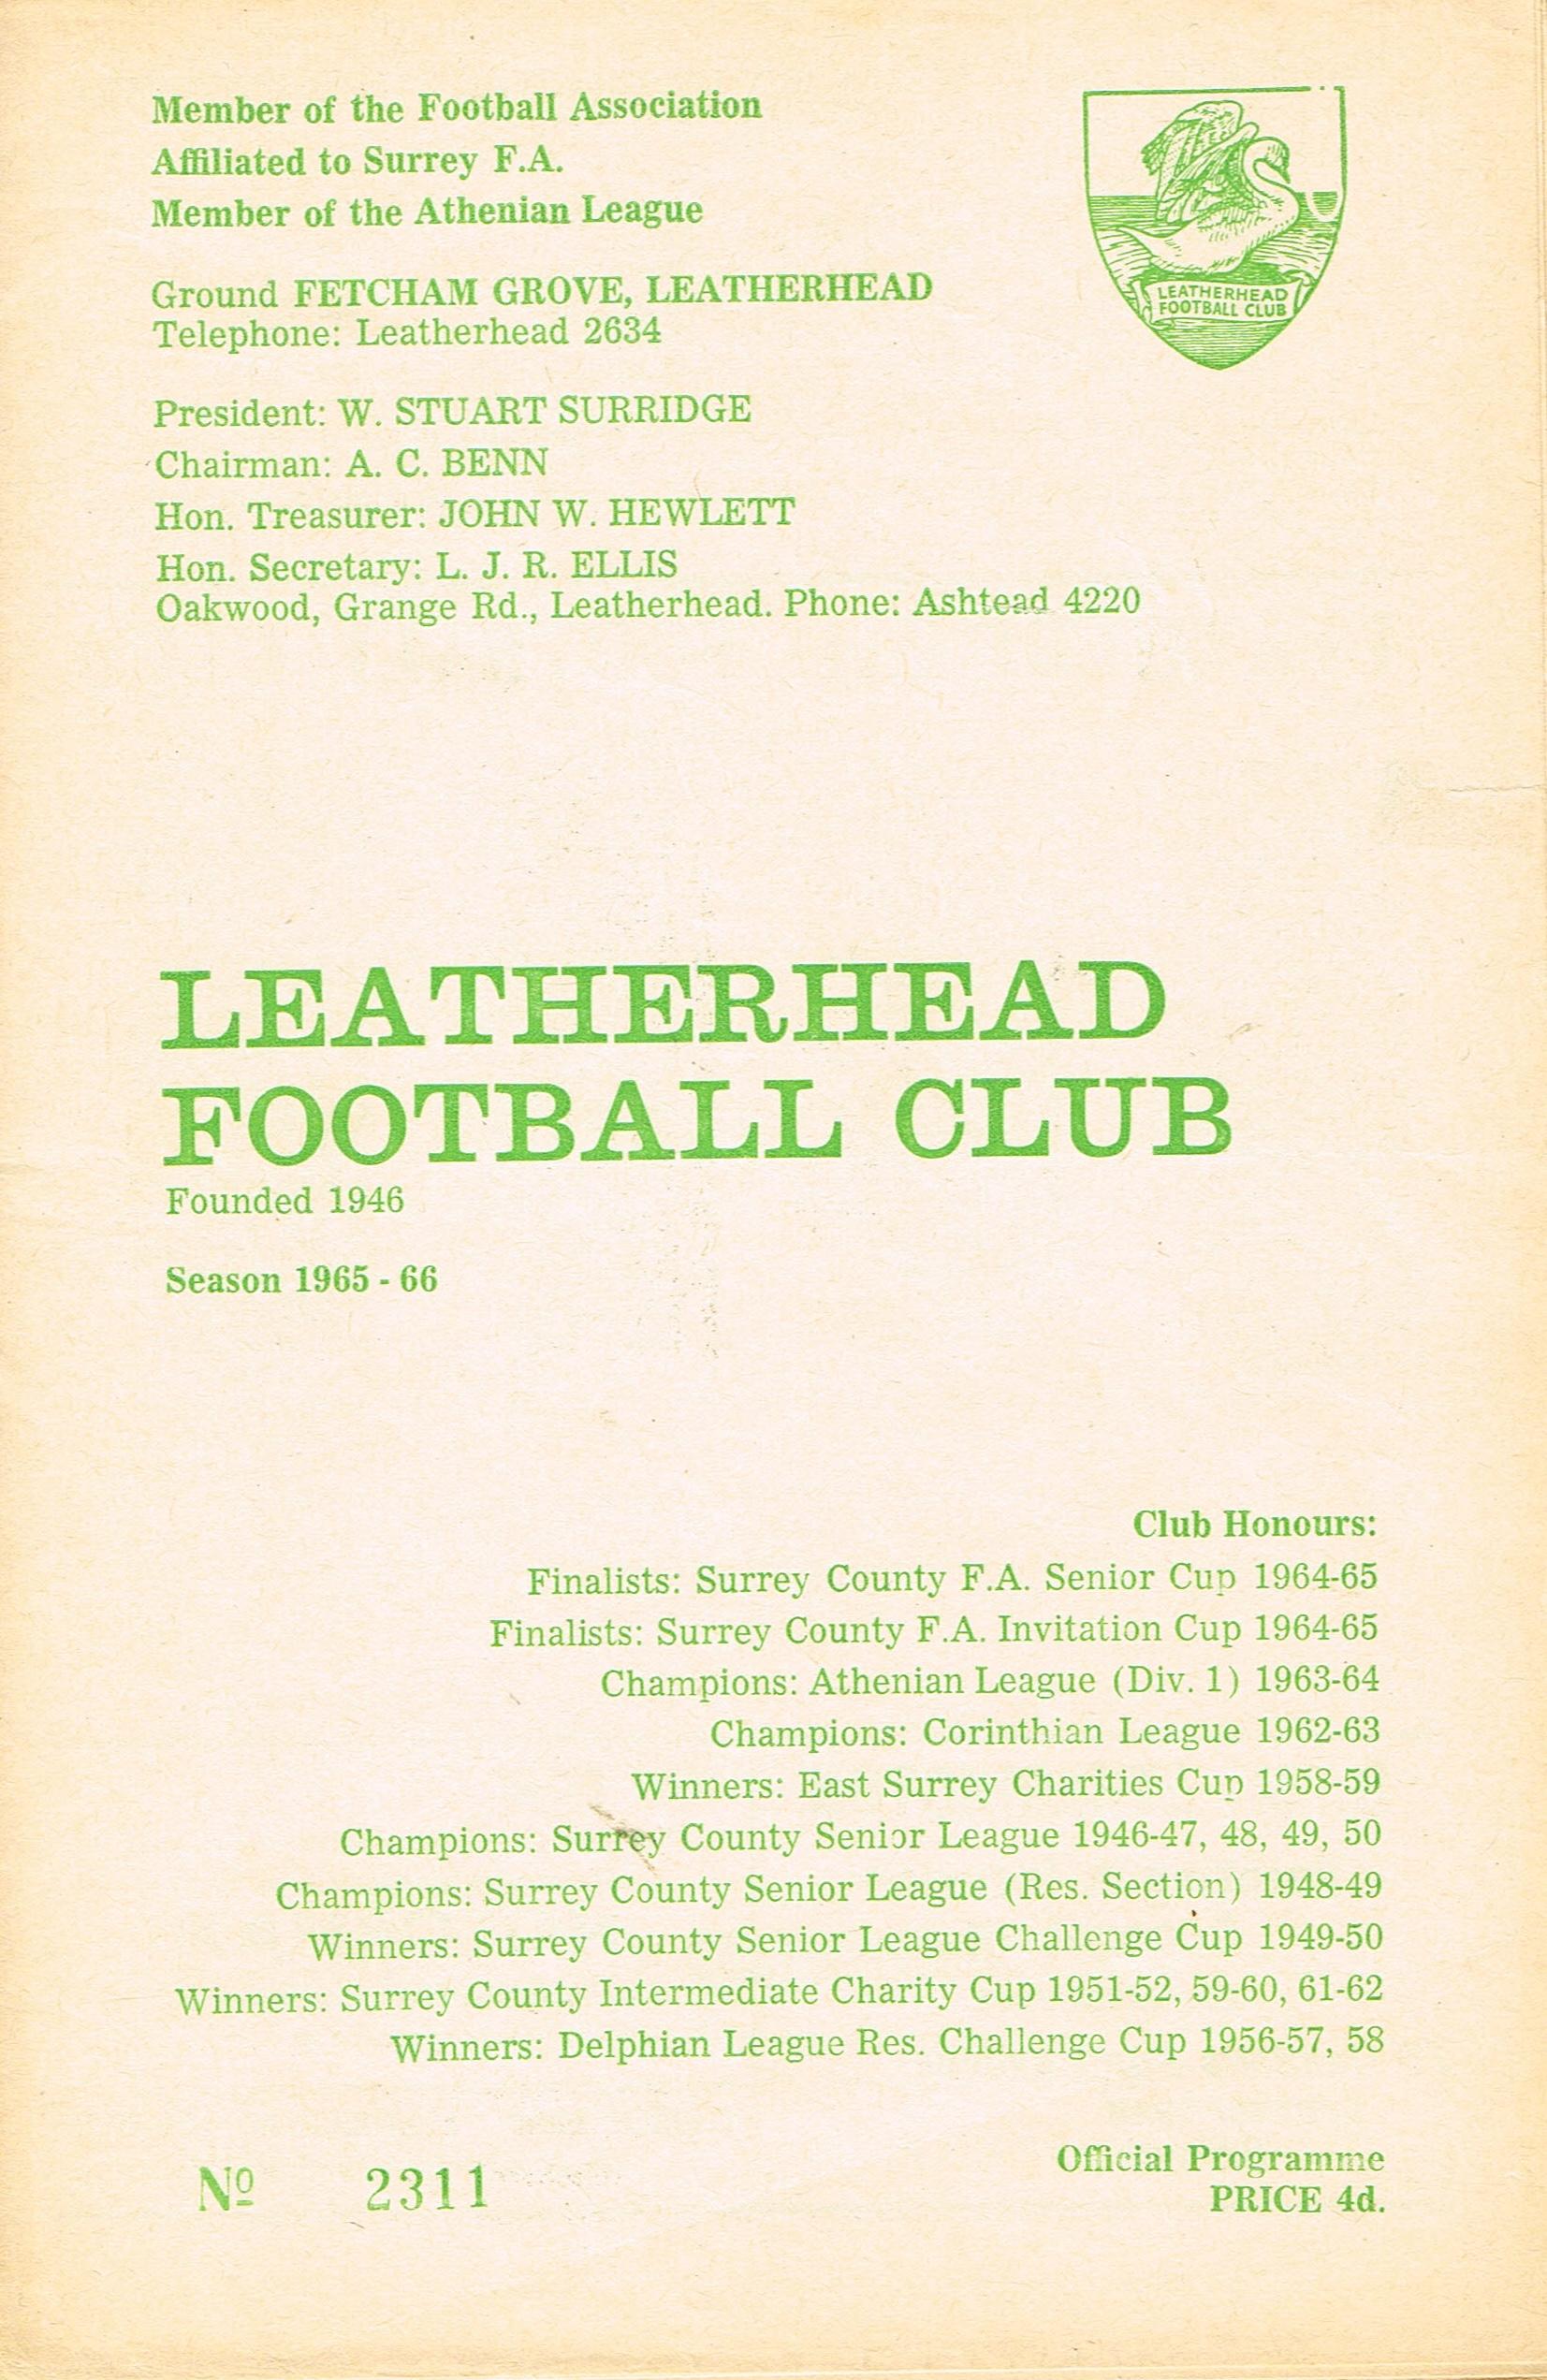 Member of the Football Association
Affiliated to Surrey F.A.
Member of the Athenian League
LEATHERHEAD
FOOTBALL CLUB
Ground FETCHAM GROVE, LEATHERHEAD
Telephone: Leatherhead 2634
President: W. STUART SURRIDGE
Chairman: A. C. BENN
Hon. Treasurer: JOHN W. HEWLETT
Hon. Secretary: L. J. R. ELLIS
Oakwood, Grange Rd., Leatherhead. Phone: Ashtead 4220
LEATHERHEAD
FOOTBALL CLUB
Founded 1946
Season 1965 - 66
Club Honours:
Finalists: Surrey County F.A. Senior Cup 1964-65
Finalists: Surrey County F.A. Invitation Cup 1964-65
Champions: Athenian League (Div. 1) 1963-64
Champions: Corinthian League 1962-63
Winners: East Surrey Charities Cup 1958-59
Champions: Surrey County Senior League 1946-47, 48, 49, 50
Champions: Surrey County Senior League (Res. Section) 1948-49
Winners: Surrey County Senior League Challenge Cup 1949-50
Winners: Surrey County Intermediate Charity Cup 1951-52, 59-60, 61-62
Winners: Delphian League Res. Challenge Cup 1956-57, 58
Nº 2311
Official Programme
PRICE 4d.